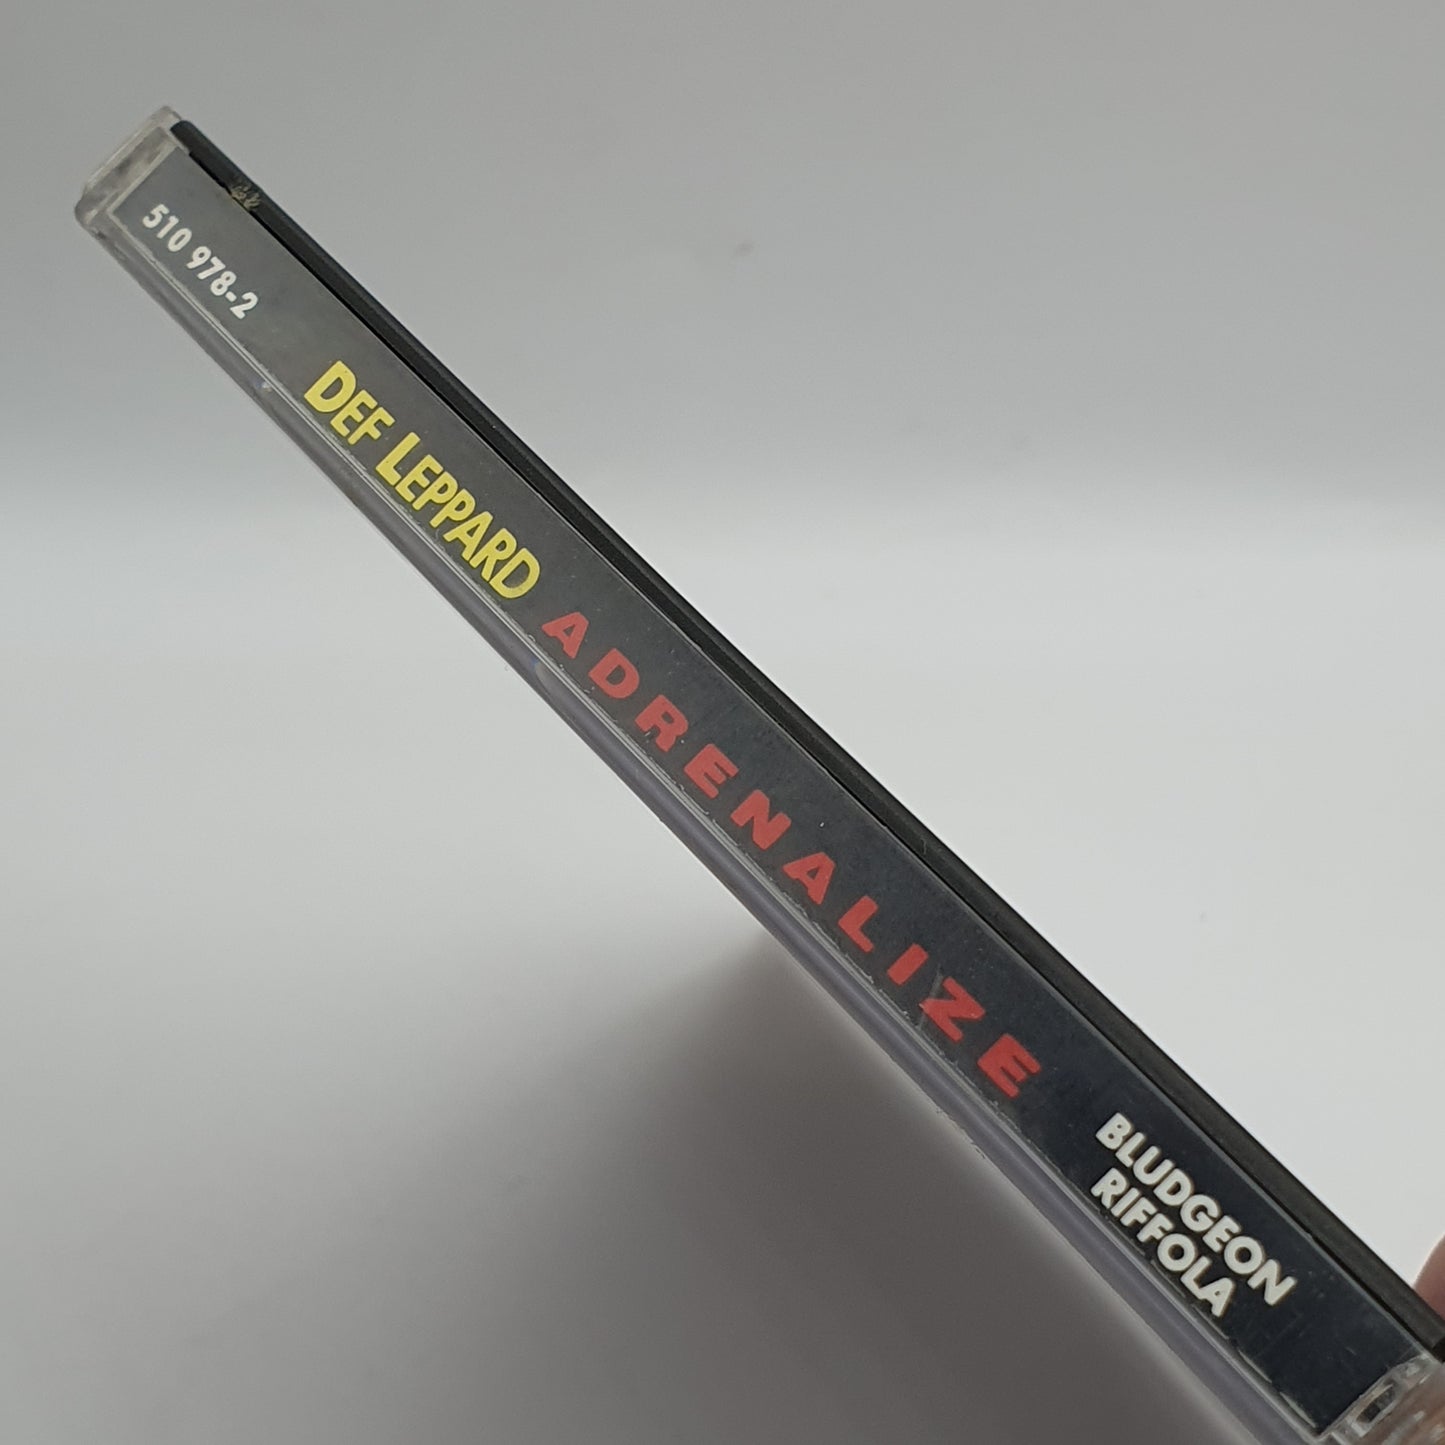 510 978-2
DEF LEPPARD ADRENALIZE
BLUDGEON
RIFFOLA